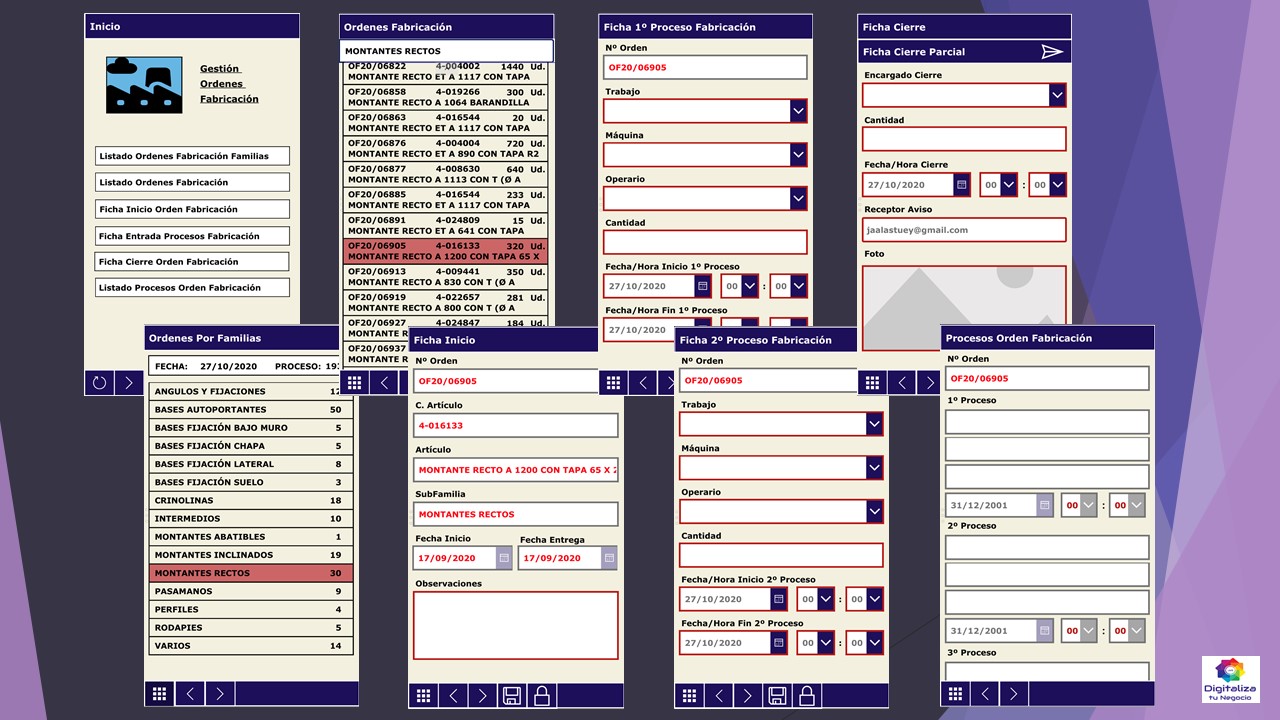 Inicio
Gestión
Ordenes
Fabricación
Listado Ordenes Fabricación Familias
Listado Ordenes Fabricación
Ficha Inicio Orden Fabricación
Ficha Entrada Procesos Fabricación
Ficha Cierre Orden Fabricación
Listado Procesos Orden Fabricación
Ordenes Fabricación
MONTANTES RECTOS
OF20/06822 4-004002 1440 Ud.
MONTANTE RECTO ET A 1117 CON TAPA
OF20/06858 4-019266 300 Ud.
MONTANTE RECTO A 1064 BARANDILLA
OF20/06863 4-016544 20 Ud.
MONTANTE RECTO ET A 1117 CON TAPA
OF20/06876 4-004004 720 Ud.
MONTANTE RECTO ET A 890 CON TAPA R2
OF20/06877 4-008630 640 Ud.
MONTANTE RECTO A 1113 CON T (Ø A
OF20/06885 4-016544 233 Ud.
MONTANTE RECTO ET A 1117 CON TAPA
OF20/06891 4-024809 15 Ud.
MONTANTE RECTO ET A 641 CON TAPA
OF20/06905 4-016133 320 Ud.
MONTANTE RECTO A 1200 CON TAPA 65 X
OF20/06913 4-009441 350 Ud.
MONTANTE RECTO A 830 CON T (Ø A
OF20/06919 4-022657 281 Ud.
MONTANTE RECTO A 800 CON T (Ø A
OF20/06927 4-024847 184 Ud.
MONTANTE R
OF20/06937
MONTANTE R
Ficha 1º Proceso Fabricación
Nº Orden
OF20/06905
Trabajo
Máquina
Operario
Cantidad
Fecha/Hora Inicio 1º Proceso
27/10/2020 00 : 00
Fecha/Hora Fin 1º Proceso
27/10/2020
Ficha Cierre
Ficha Cierre Parcial
Encargado Cierre
Cantidad
Fecha/Hora Cierre
27/10/2020 00 : 00
Receptor Aviso
jaalastuey@gmail.com
Foto
Ordenes Por Familias
FECHA: 27/10/2020 PROCESO: 19
ANGULOS Y FIJACIONES 1
BASES AUTOPORTANTES 50
BASES FIJACIÓN BAJO MURO 5
BASES FIJACIÓN CHAPA 5
BASES FIJACIÓN LATERAL 8
BASES FIJACIÓN SUELO 3
CRINOLINAS 18
INTERMEDIOS 10
MONTANTES ABATIBLES 1
MONTANTES INCLINADOS 19
MONTANTES RECTOS 30
PASAMANOS 9
PERFILES 4
RODAPIES 5
VARIOS 14
Ficha Inicio
Nº Orden
OF20/06905
C. Artículo
4-016133
Artículo
MONTANTE RECTO A 1200 CON TAPA 65 X
SubFamilia
MONTANTES RECTOS
Fecha Inicio Fecha Entrega
17/09/2020 17/09/2020
Observaciones
Ficha 2º Proceso Fabricación
Nº Orden
OF20/06905
Trabajo
Máquina
Operario
Cantidad
Fecha/Hora Inicio 2º Proceso
27/10/2020 00 : 00
Fecha/Hora Fin 2º Proceso
27/10/2020 00 : 00
Procesos Orden Fabricación
Nº Orden
OF20/06905
1º Proceso
31/12/2001 00 : 00
2º Proceso
31/12/2001 00 : 00
3º Proceso
Digitaliza
tu Negocio